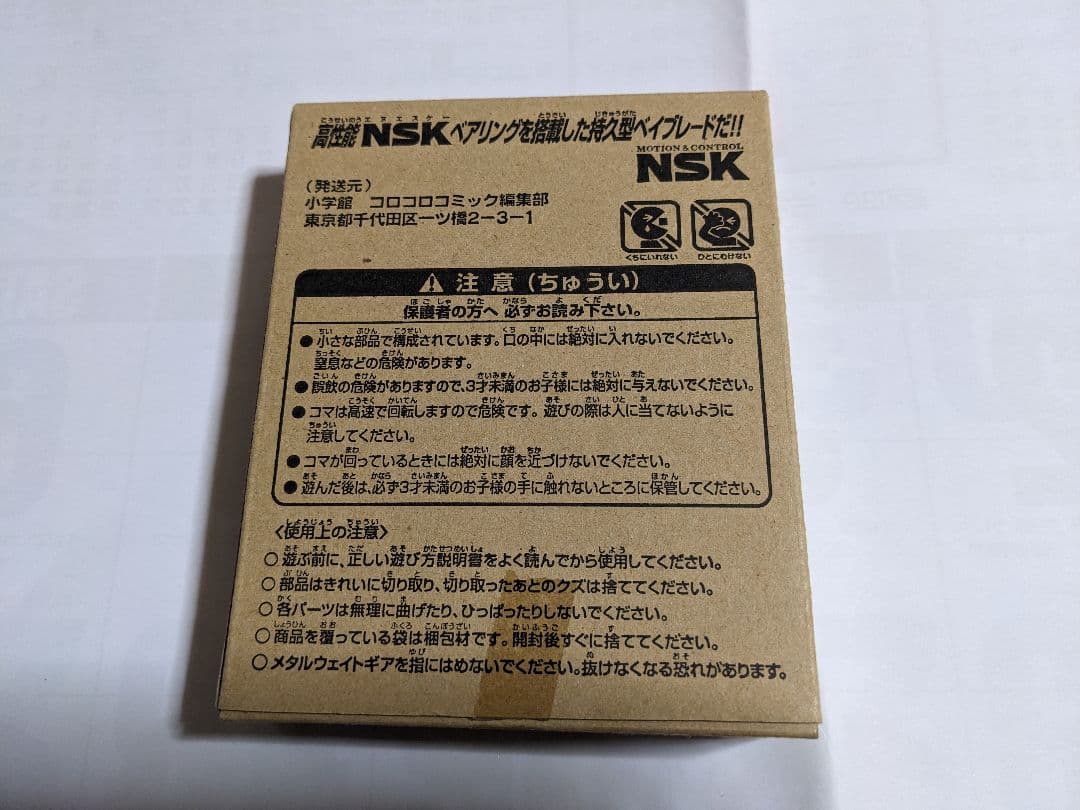 高性能NSKベアリングを搭載した持久型ベイブレードだ!!
MOTION & CONTROL
NSK
(発送元)
小学館 コロコロコミック編集部
東京都千代田区一ツ橋2-3-1
くちにいれない
ひとにむけない
注意(ちゅうい)
保護者の方へ 必ずお読み下さい。
●小さな部品で構成されています。口の中には絶対に入れないでください。
窒息などの危険があります。
●誤飲の危険がありますので、3才未満のお子様には絶対に与えないでください。
●コマは高速で回転しますので危険です。遊びの際は人に当てないように
注意してください。
●コマが回っているときには絶対に顔を近づけないでください。
●遊んだ後は、必ず3才未満のお子様の手に触れないところに保管してください。
〈使用上の注意〉
○遊ぶ前に、正しい遊び方説明書をよく読んでから使用してください。
○部品はきれいに切り取り、切り取ったあとのクズは捨ててください。
○各パーツは無理に曲げたり、ひっぱったりしないでください。
○商品を覆っている袋は梱包材です。開封後すぐに捨ててください。
○メタルウェイトギアを指にはめないでください。抜けなくなる恐れがあります。